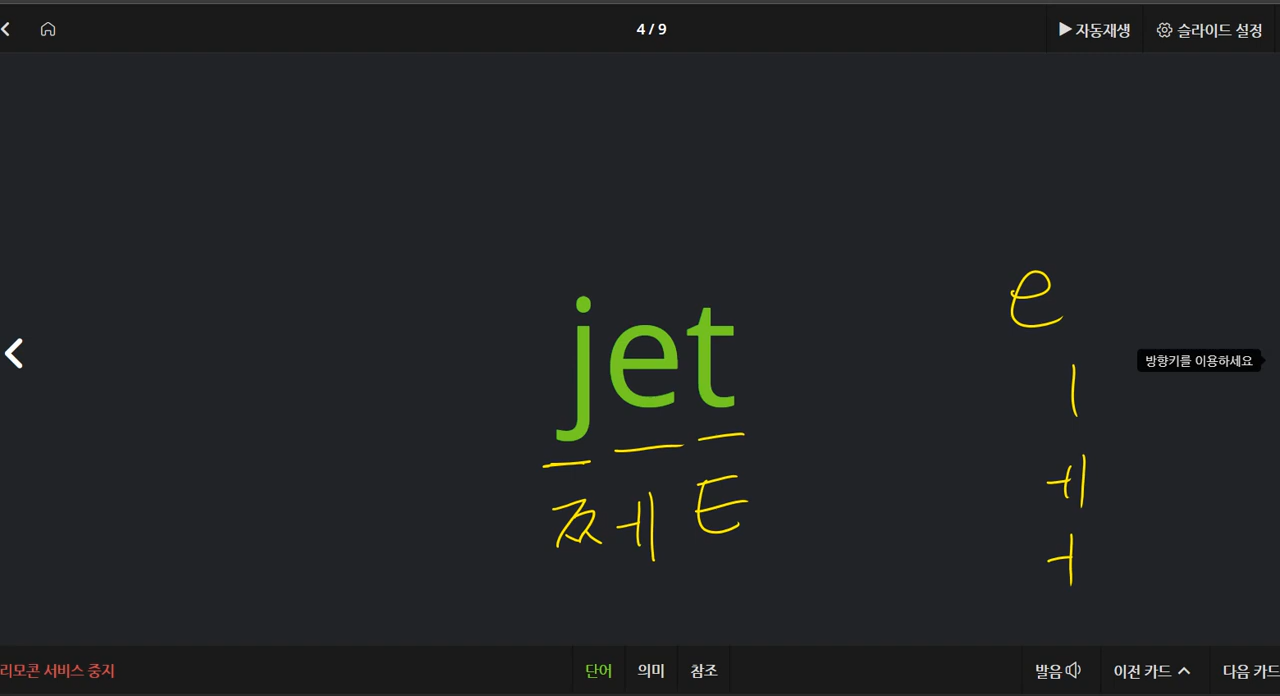 4 / 9
▶ 자동재생 슬라이드 설정
jet
e
방향키를 이용하세요
ㅣ
ㅔ
ㅈ ㅔ ㅌ
ㅓ
리모콘 서비스 중지 단어 의미 참조 발음 이전 카드 다음 카드